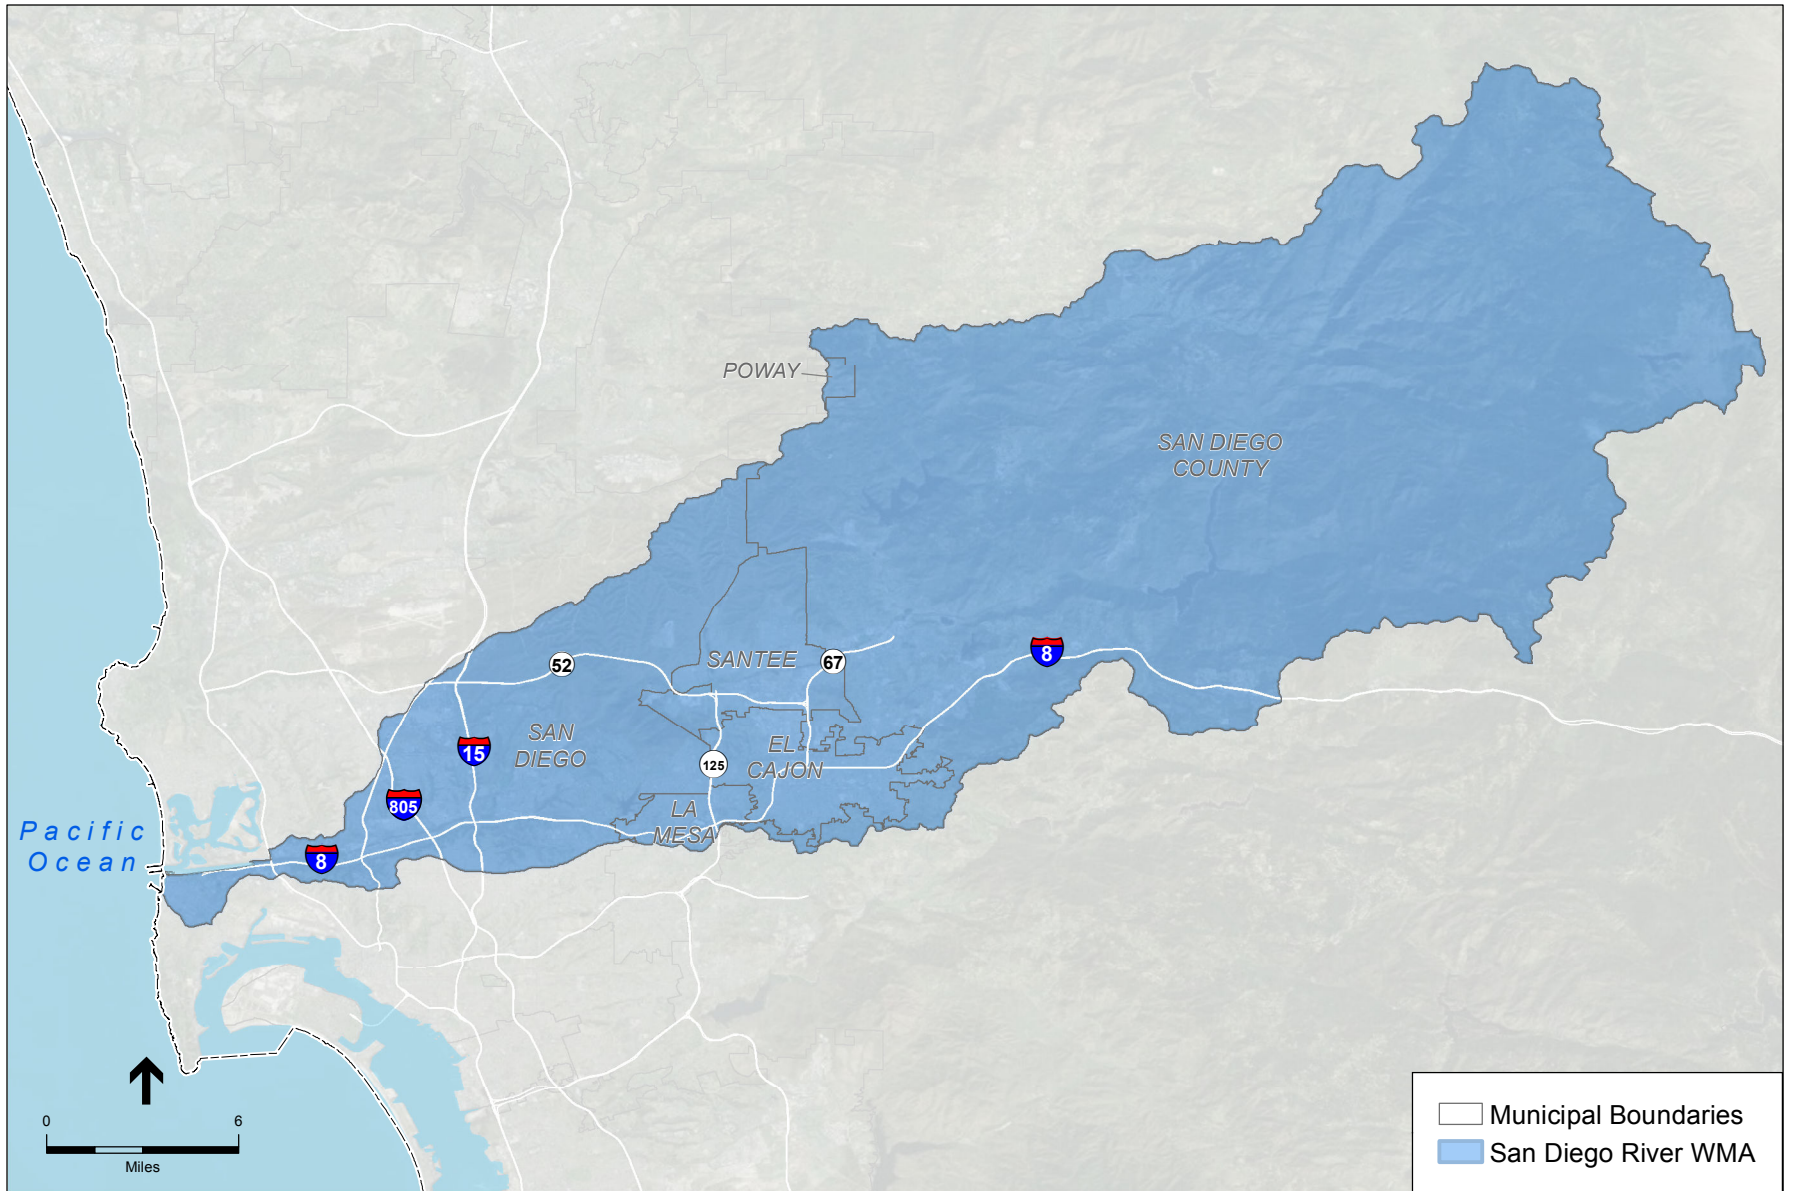 POWAY
SAN DIEGO
COUNTY
8
52
SANTEE
67
SAN
DIEGO
15
EL
CAJON
125
805
LA
MESA
Pacific
Ocean
8
0
6
Miles
Municipal Boundaries
San Diego River WMA